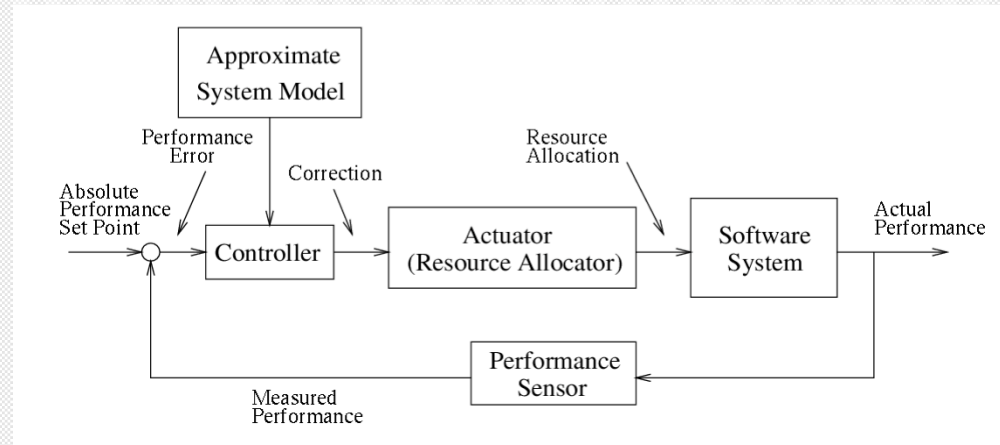 Approximate
System Model
Performance
Error
Correction
Resource
Allocation
Absolute
Performance
Set Point
Controller
Actuator
(Resource Allocator)
Software
System
Actual
Performance
Performance
Sensor
Measured
Performance